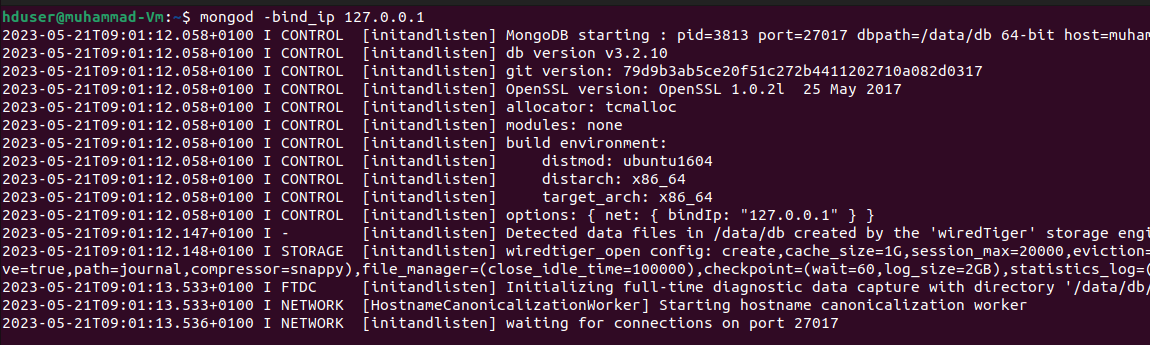 hduser@muhammad-Vm:~$ mongod -bind_ip 127.0.0.1
2023-05-21T09:01:12.058+0100 I CONTROL  [initandlisten] MongoDB starting : pid=3813 port=27017 dbpath=/data/db 64-bit host=muham
2023-05-21T09:01:12.058+0100 I CONTROL  [initandlisten] db version v3.2.10
2023-05-21T09:01:12.058+0100 I CONTROL  [initandlisten] git version: 79d9b3ab5ce20f51c272b4411202710a082d0317
2023-05-21T09:01:12.058+0100 I CONTROL  [initandlisten] OpenSSL version: OpenSSL 1.0.2l  25 May 2017
2023-05-21T09:01:12.058+0100 I CONTROL  [initandlisten] allocator: tcmalloc
2023-05-21T09:01:12.058+0100 I CONTROL  [initandlisten] modules: none
2023-05-21T09:01:12.058+0100 I CONTROL  [initandlisten] build environment:
2023-05-21T09:01:12.058+0100 I CONTROL  [initandlisten]     distmod: ubuntu1604
2023-05-21T09:01:12.058+0100 I CONTROL  [initandlisten]     distarch: x86_64
2023-05-21T09:01:12.058+0100 I CONTROL  [initandlisten]     target_arch: x86_64
2023-05-21T09:01:12.058+0100 I CONTROL  [initandlisten] options: { net: { bindIp: "127.0.0.1" } }
2023-05-21T09:01:12.147+0100 I -        [initandlisten] Detected data files in /data/db created by the 'wiredTiger' storage engi
2023-05-21T09:01:12.148+0100 I STORAGE  [initandlisten] wiredtiger_open config: create,cache_size=1G,session_max=20000,eviction=
ve=true,path=journal,compressor=snappy),file_manager=(close_idle_time=100000),checkpoint=(wait=60,log_size=2GB),statistics_log=(
2023-05-21T09:01:13.533+0100 I FTDC     [initandlisten] Initializing full-time diagnostic data capture with directory '/data/db/
2023-05-21T09:01:13.533+0100 I NETWORK  [HostnameCanonicalizationWorker] Starting hostname canonicalization worker
2023-05-21T09:01:13.536+0100 I NETWORK  [initandlisten] waiting for connections on port 27017